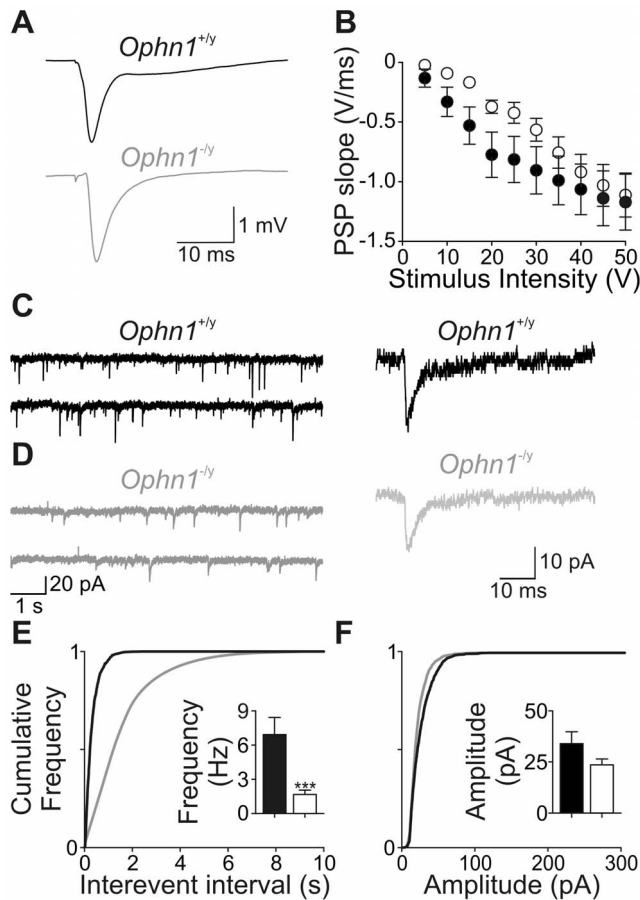 A
Ophn1+/y
Ophn1-/y
1 mV
10 ms
B
PSP slope (V/ms)
0
-0.5
-1.0
-1.5
0 10 20 30 40 50
Stimulus Intensity (V)
C
Ophn1+/y
Ophn1+/y
D
Ophn1-/y
Ophn1-/y
20 pA
1 s
10 pA
10 ms
E
Cumulative
Frequency
1
0
0 2 4 6 8 10
Interevent interval (s)
Frequency
(Hz)
9
6
3
0
***
F
1
0
0 100 200 300
Amplitude (pA)
Amplitude
(pA)
50
25
0